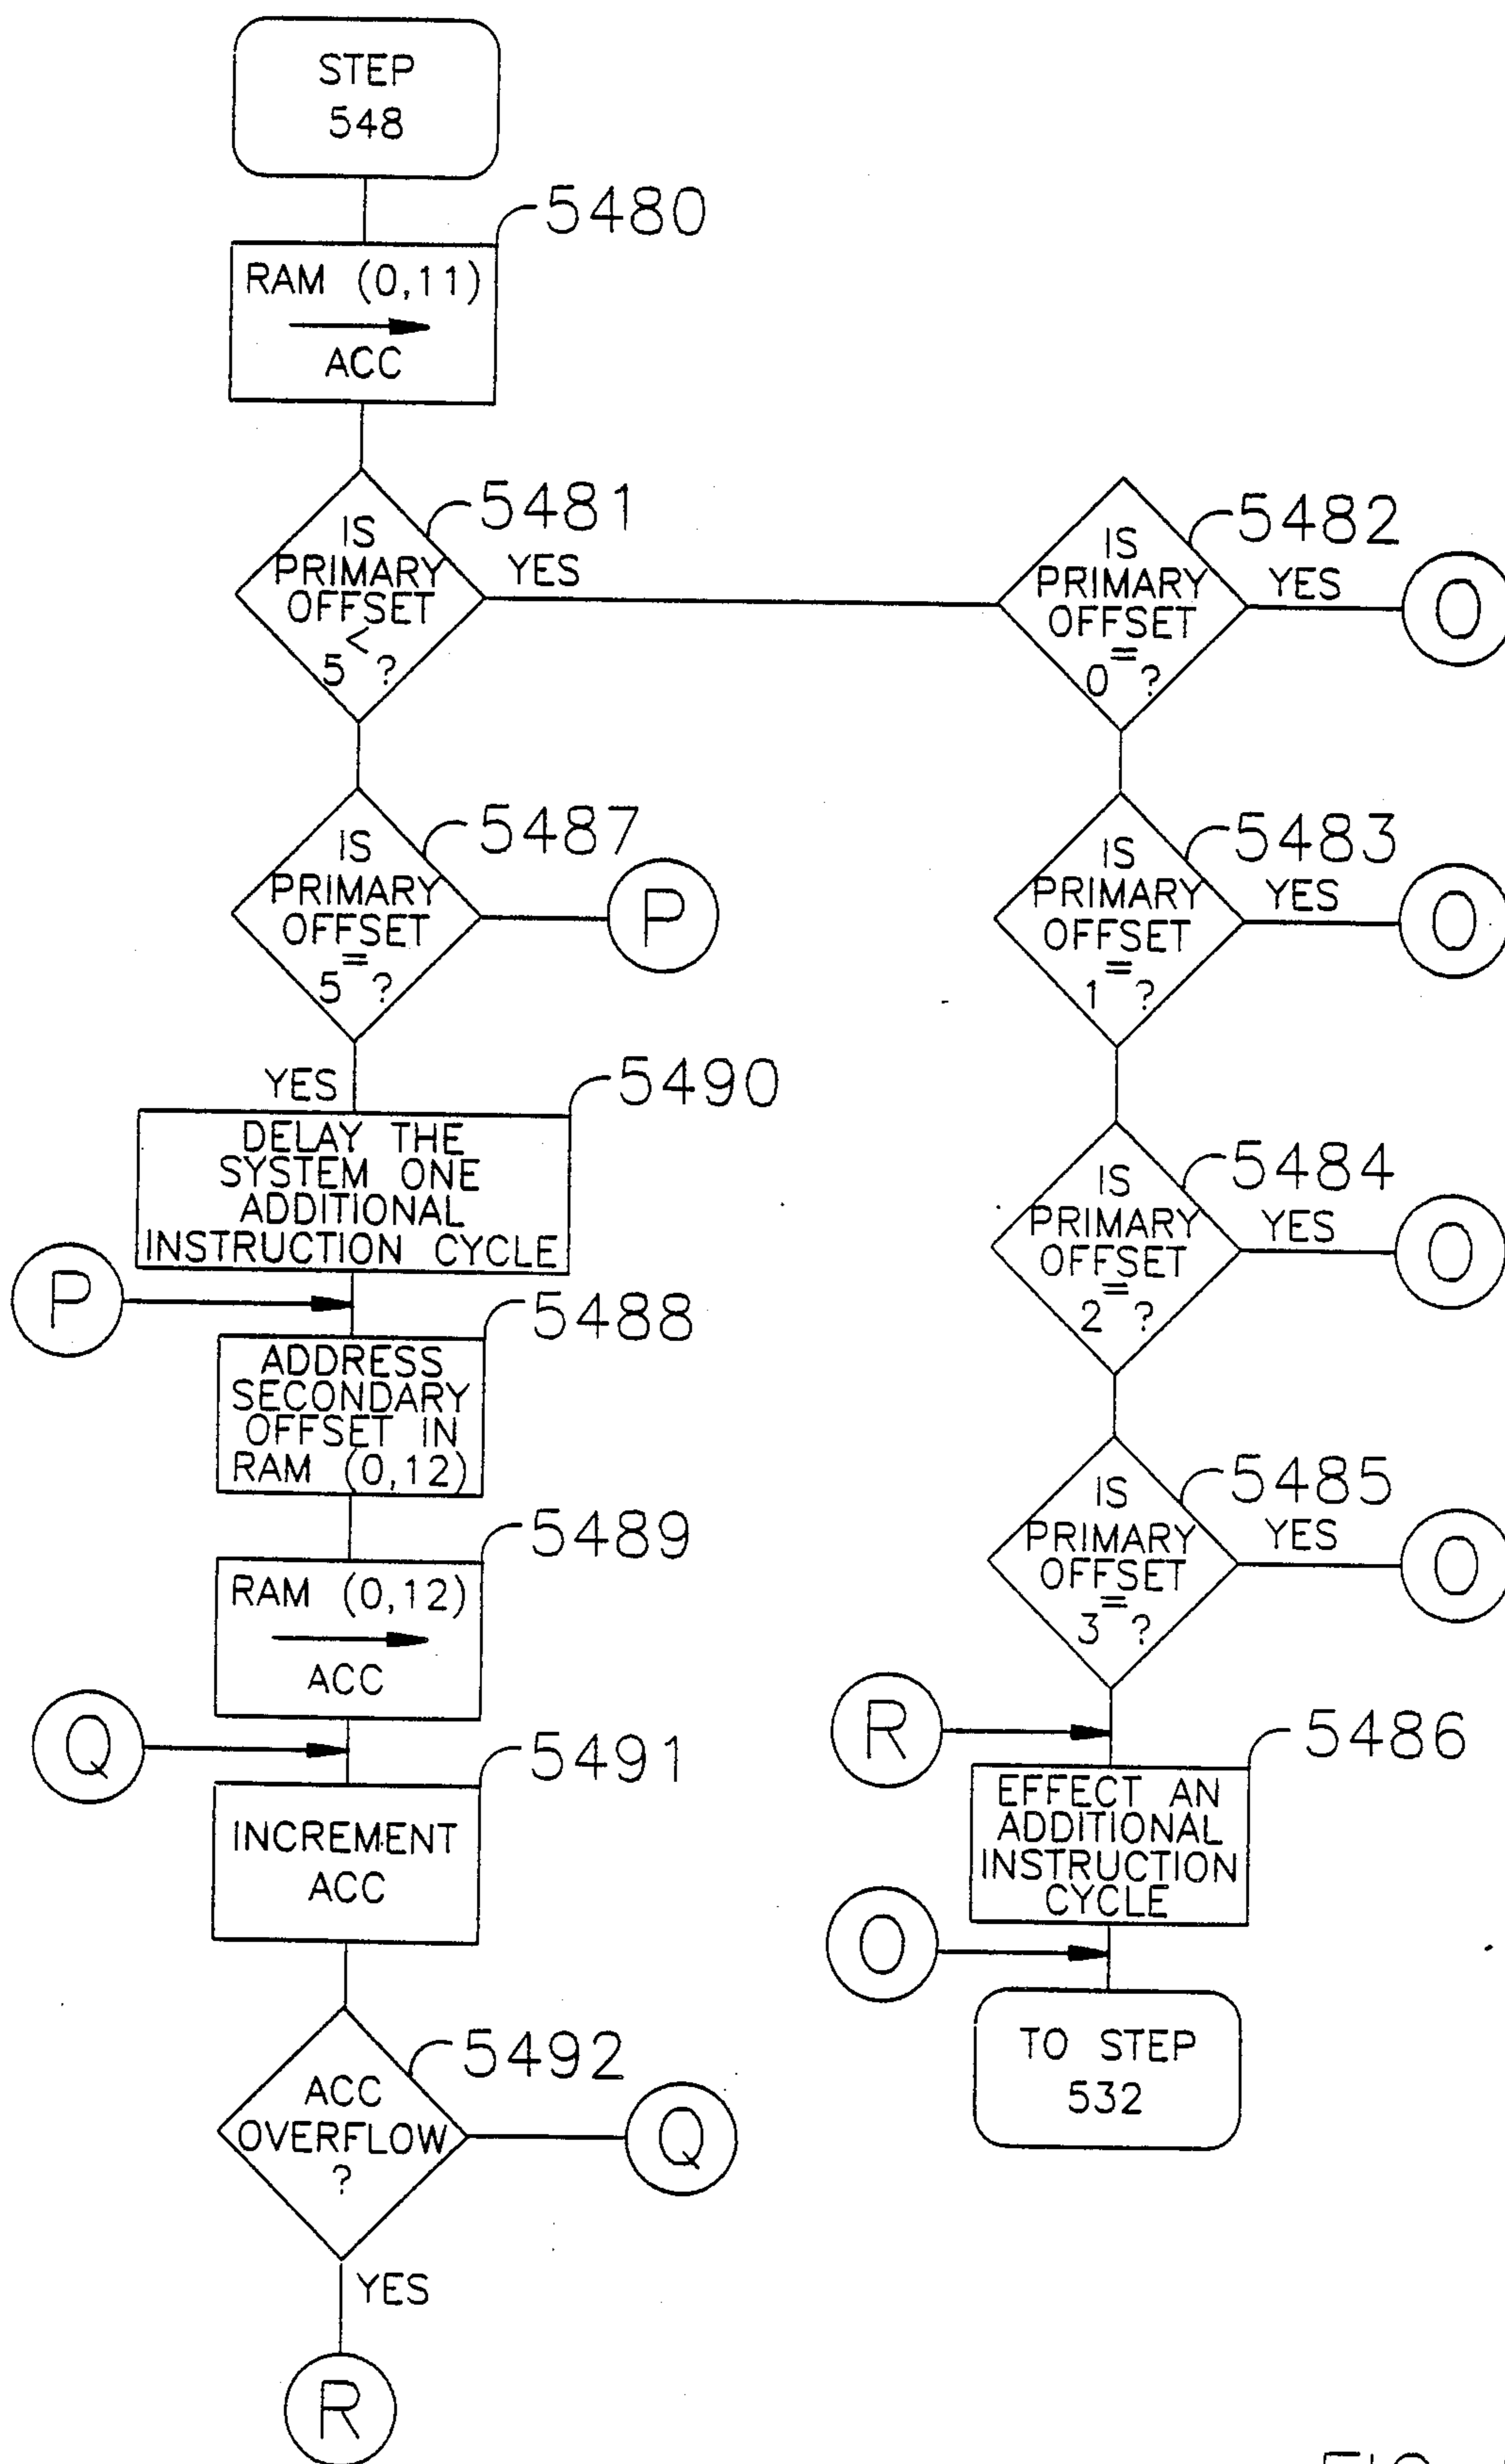 STEP
548
5480
RAM (0,11)
ACC
5481
IS
PRIMARY
OFFSET
<
5 ?
YES
5482
IS
PRIMARY
OFFSET
=
0 ?
YES
O
5487
IS
PRIMARY
OFFSET
=
5 ?
P
YES
5483
IS
PRIMARY
OFFSET
=
1 ?
YES
O
5490
DELAY THE
SYSTEM ONE
ADDITIONAL
INSTRUCTION CYCLE
5484
IS
PRIMARY
OFFSET
=
2 ?
YES
O
P
5488
ADDRESS
SECONDARY
OFFSET IN
RAM (0,12)
5485
IS
PRIMARY
OFFSET
=
3 ?
YES
O
5489
RAM (0,12)
ACC
Q
5491
INCREMENT
ACC
R
5486
EFFECT AN
ADDITIONAL
INSTRUCTION
CYCLE
O
TO STEP
532
5492
ACC
OVERFLOW
?
Q
YES
R